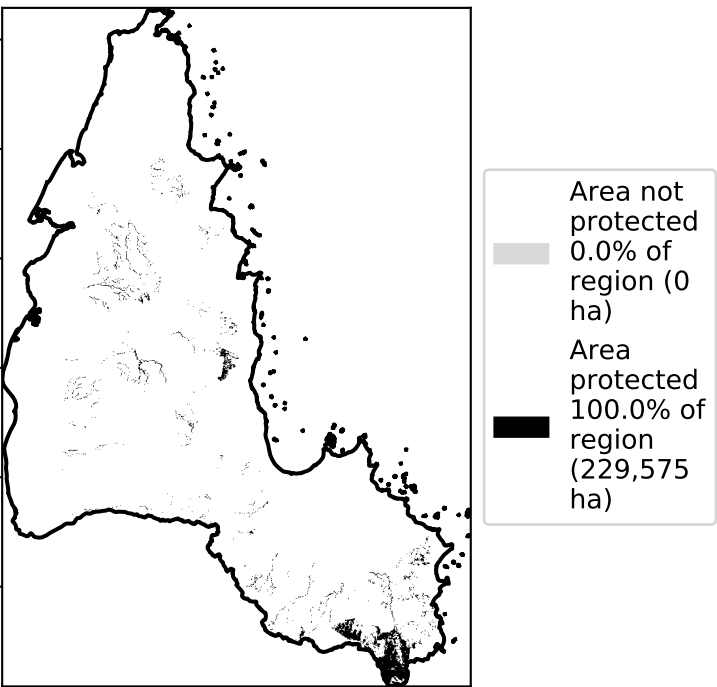 Area not
protected
0.0% of
region (0
ha)
Area
protected
100.0% of
region
(229,575
ha)